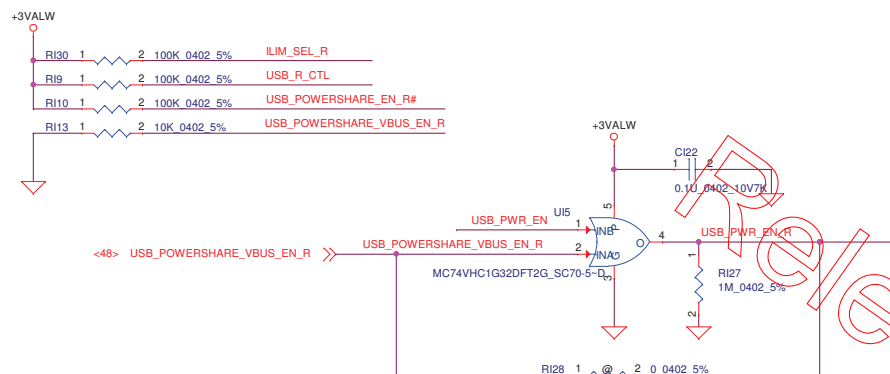 +3VALW
RI30 1 2 100K_0402_5% ILIM_SEL_R
RI9 1 2 100K_0402_5% USB_R_CTL
RI10 1 2 100K_0402_5% USB_POWERSHARE_EN_R#
RI13 1 2 10K_0402_5% USB_POWERSHARE_VBUS_EN_R
+3VALW
CI22
1 2
0.1U_0402_10V7K
UI5
5
USB_PWR_EN 1 INB P
O 4 USB_PWR_EN_R
<48> USB_POWERSHARE_VBUS_EN_R
USB_POWERSHARE_VBUS_EN_R 2 INA G
3
MC74VHC1G32DFT2G_SC70-5~D
1
RI27
1M_0402_5%
2
RI28 1 @ 2 0_0402_5%
Rele